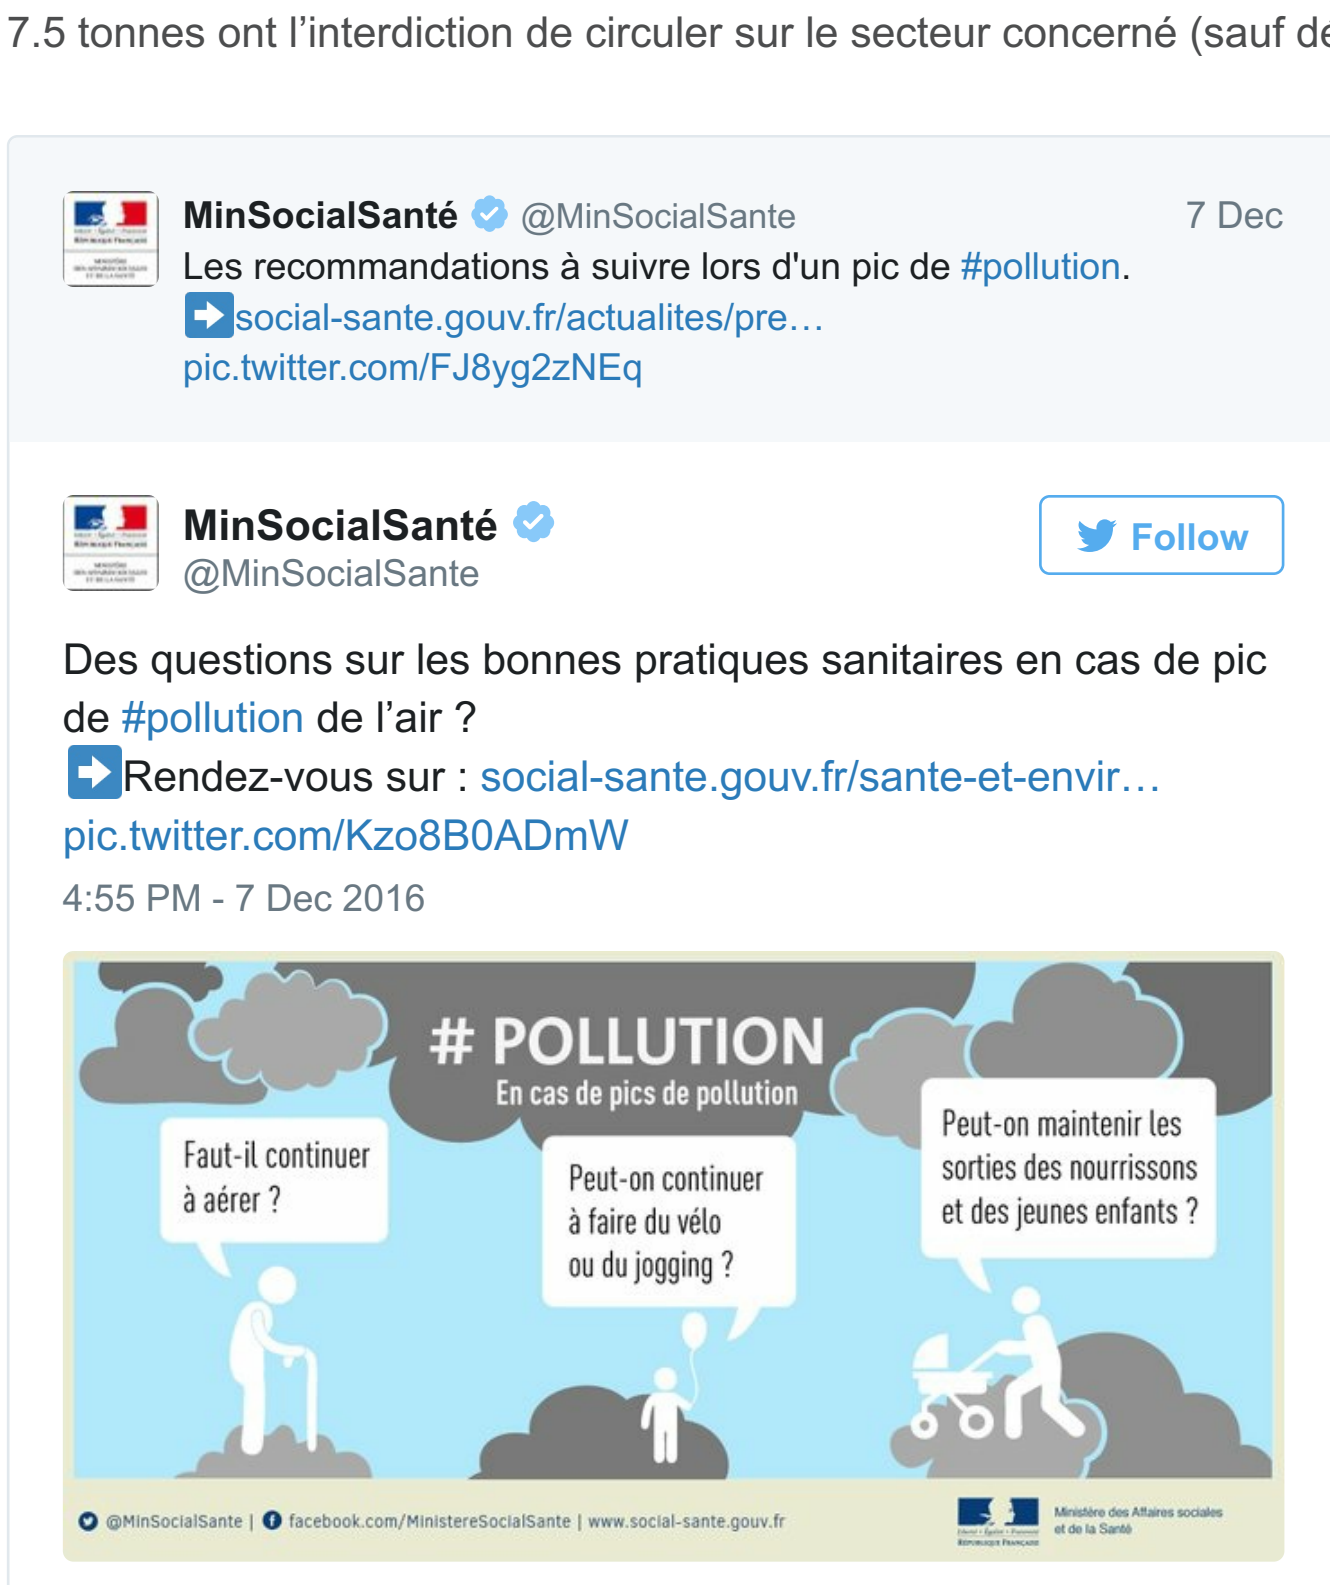 7.5 tonnes ont l’interdiction de circuler sur le secteur concerné (sauf dé
MinSocialSanté @MinSocialSante 7 Dec
Les recommandations à suivre lors d'un pic de #pollution.
social-sante.gouv.fr/actualites/pre…
pic.twitter.com/FJ8yg2zNEq
MinSocialSanté
@MinSocialSante
Follow
Des questions sur les bonnes pratiques sanitaires en cas de pic
de #pollution de l’air ?
Rendez-vous sur : social-sante.gouv.fr/sante-et-envir…
pic.twitter.com/Kzo8B0ADmW
4:55 PM - 7 Dec 2016
# POLLUTION
En cas de pics de pollution
Faut-il continuer
à aérer ?
Peut-on continuer
à faire du vélo
ou du jogging ?
Peut-on maintenir les
sorties des nourrissons
et des jeunes enfants ?
@MinSocialSante | facebook.com/MinistereSocialSante | www.social-sante.gouv.fr
Liberté • Égalité • Fraternité
RÉPUBLIQUE FRANÇAISE
Ministère des Affaires sociales
et de la Santé